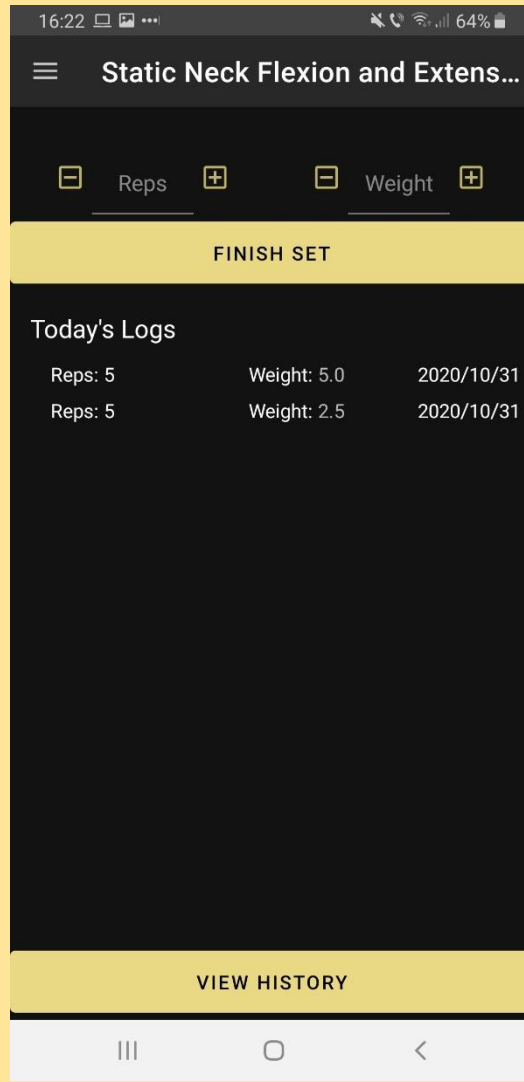 16:22 64%
Static Neck Flexion and Extens...
Reps Weight
FINISH SET
Today's Logs
Reps: 5 Weight: 5.0 2020/10/31
Reps: 5 Weight: 2.5 2020/10/31
VIEW HISTORY